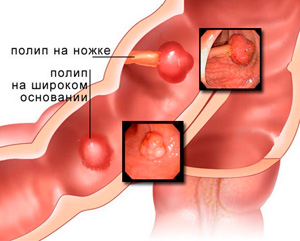 полип на ножке
полип
на широком
основании